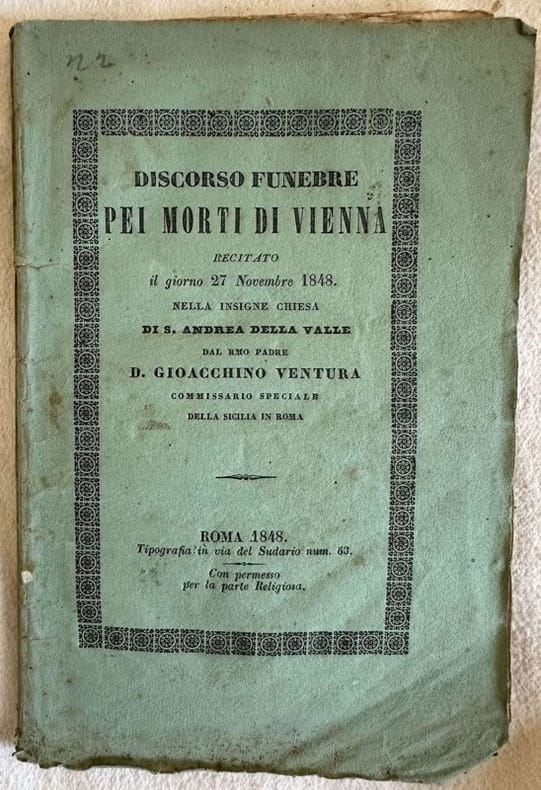 n 2
DISCORSO FUNEBRE
PEI MORTI DI VIENNA
RECITATO
il giorno 27 Novembre 1848.
NELLA INSIGNE CHIESA
DI S. ANDREA DELLA VALLE
DAL RMO PADRE
D. GIOACCHINO VENTURA
COMMISSARIO SPECIALE
DELLA SICILIA IN ROMA
ROMA 1848.
Tipografia in via del Sudario num. 53.
Con permesso
per la parte Religiosa.